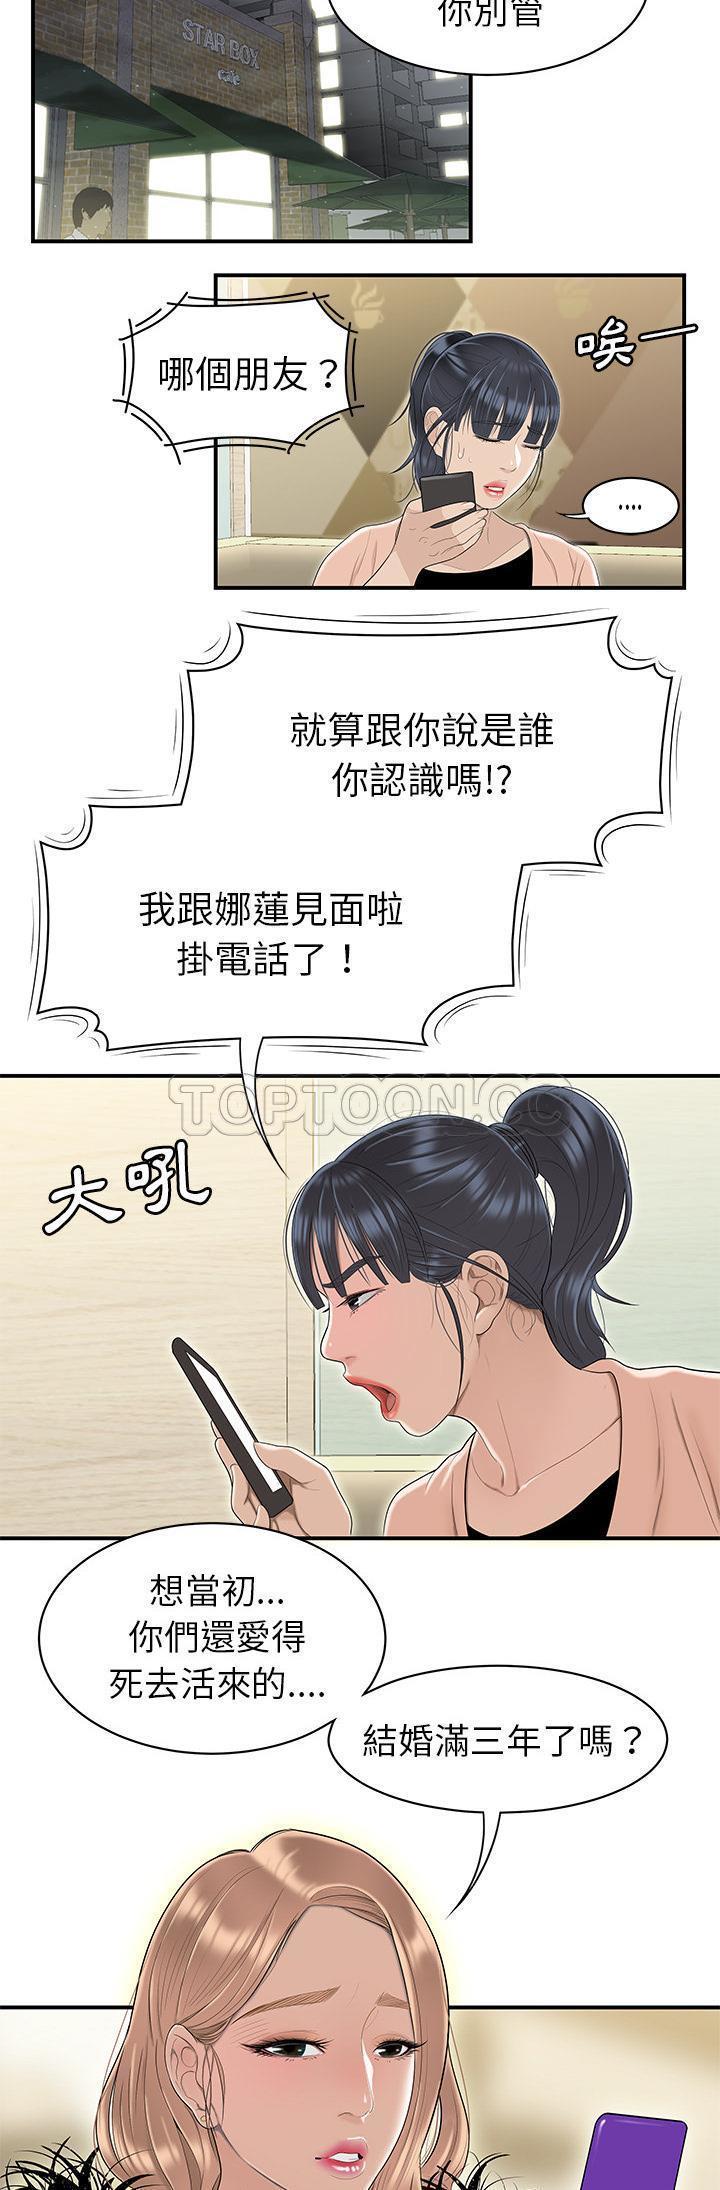 你別管
STAR BOX
cafe
哪個朋友？
唉一
....
就算跟你說是誰
你認識嗎!?
我跟娜蓮見面啦
掛電話了！
TOPTOON.CC
大吼
想當初...
你們還愛得
死去活來的....
結婚滿三年了嗎？